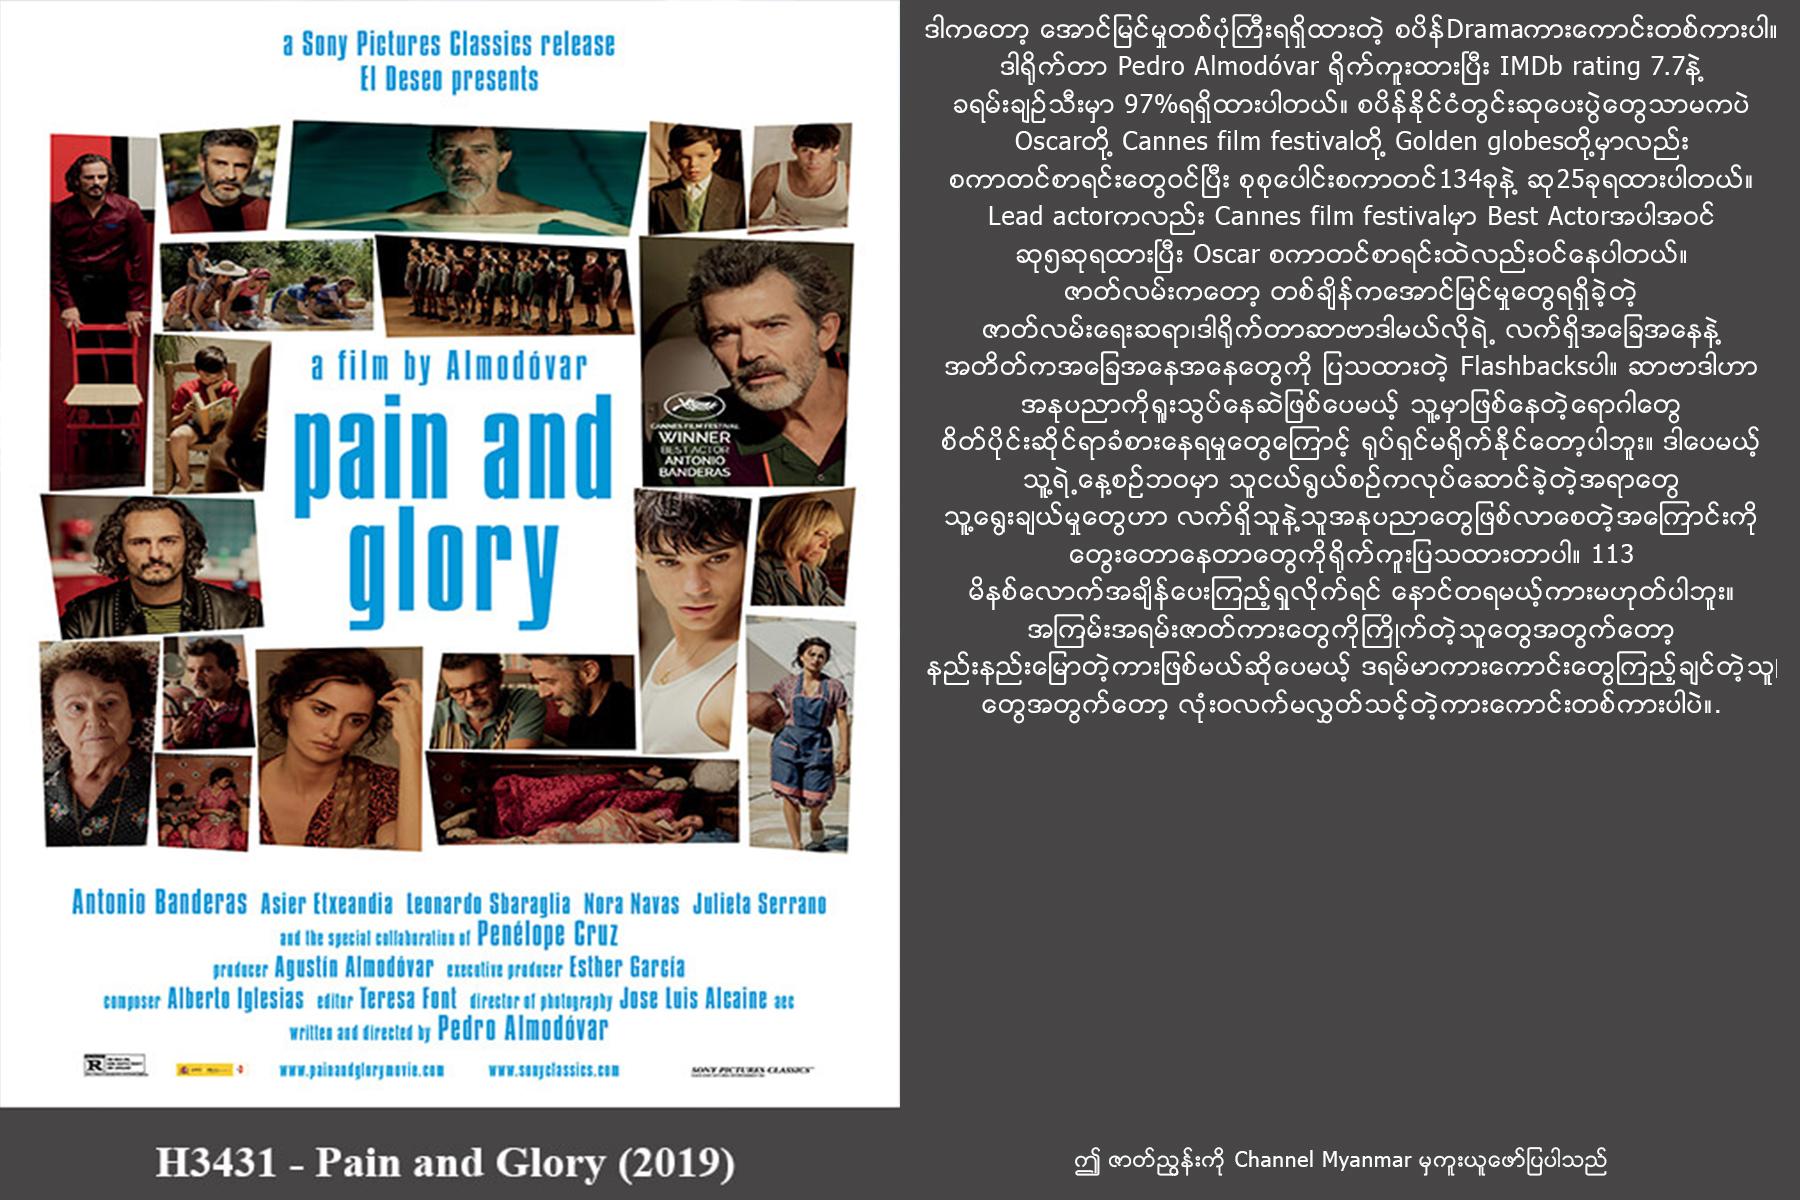 a Sony Pictures Classics release
El Deseo presents
a film by Almodóvar
pain and
glory
CANNES FILM FESTIVAL
WINNER
BEST ACTOR
ANTONIO
BANDERAS
Antonio Banderas Asier Etxeandia Leonardo Sbaraglia Nora Navas Julieta Serrano
and the special collaboration of Penélope Cruz
producer Agustín Almodóvar executive producer Esther García
composer Alberto Iglesias editor Teresa Font director of photography Jose Luis Alcaine aec
written and directed by Pedro Almodóvar
R
www.painandglorymovie.com www.sonyclassics.com SONY PICTURES CLASSICS
H3431 - Pain and Glory (2019)
ဒါကတော့ အောင်မြင်မှုတစ်ပုံကြီးရရှိထားတဲ့ စပိန်Dramaကားကောင်းတစ်ကားပါ။
ဒါရိုက်တာ Pedro Almodóvar ရိုက်ကူးထားပြီး IMDb rating 7.7နဲ့
ခရမ်းချဉ်သီးမှာ 97%ရရှိထားပါတယ်။ စပိန်နိုင်ငံတွင်းဆုပေးပွဲတွေသာမကပဲ
Oscarတို့ Cannes film festivalတို့ Golden globesတို့မှာလည်း
စကာတင်စာရင်းတွေဝင်ပြီး စုစုပေါင်းစကာတင်134ခုနဲ့ ဆု25ခုရထားပါတယ်။
Lead actorကလည်း Cannes film festivalမှာ Best Actorအပါအဝင်
ဆု၅ဆုရထားပြီး Oscar စကာတင်စာရင်းထဲလည်းဝင်နေပါတယ်။
ဇာတ်လမ်းကတော့ တစ်ချိန်ကအောင်မြင်မှုတွေရရှိခဲ့တဲ့
ဇာတ်လမ်းရေးဆရာ၊ဒါရိုက်တာဆာဗာဒါမယ်လိုရဲ့ လက်ရှိအခြေအနေနဲ့
အတိတ်ကအခြေအနေအနေတွေကို ပြသထားတဲ့ Flashbacksပါ။ ဆာဗာဒါဟာ
အနုပညာကိုရူးသွပ်နေဆဲဖြစ်ပေမယ့် သူ့မှာဖြစ်နေတဲ့ရောဂါတွေ
စိတ်ပိုင်းဆိုင်ရာခံစားနေရမှုတွေကြောင့် ရုပ်ရှင်မရိုက်နိုင်တော့ပါဘူး။ ဒါပေမယ့်
သူ့ရဲ့နေ့စဉ်ဘဝမှာ သူငယ်ရွယ်စဉ်ကလုပ်ဆောင်ခဲ့တဲ့အရာတွေ
သူ့ရွေးချယ်မှုတွေဟာ လက်ရှိသူနဲ့သူအနုပညာတွေဖြစ်လာစေတဲ့အကြောင်းကို
တွေးတောနေတာတွေကိုရိုက်ကူးပြသထားတာပါ။ 113
မိနစ်လောက်အချိန်ပေးကြည့်ရှုလိုက်ရင် နောင်တရမယ့်ကားမဟုတ်ပါဘူး။
အကြမ်းအရမ်းဇာတ်ကားတွေကိုကြိုက်တဲ့သူတွေအတွက်တော့
နည်းနည်းမြောတဲ့ကားဖြစ်မယ်ဆိုပေမယ့် ဒရမ်မာကားကောင်းတွေကြည့်ချင်တဲ့သူ
တွေအတွက်တော့ လုံးဝလက်မလွှတ်သင့်တဲ့ကားကောင်းတစ်ကားပါပဲ။.
ဤ ဇာတ်ညွန်းကို Channel Myanmar မှကူးယူဖော်ပြပါသည်